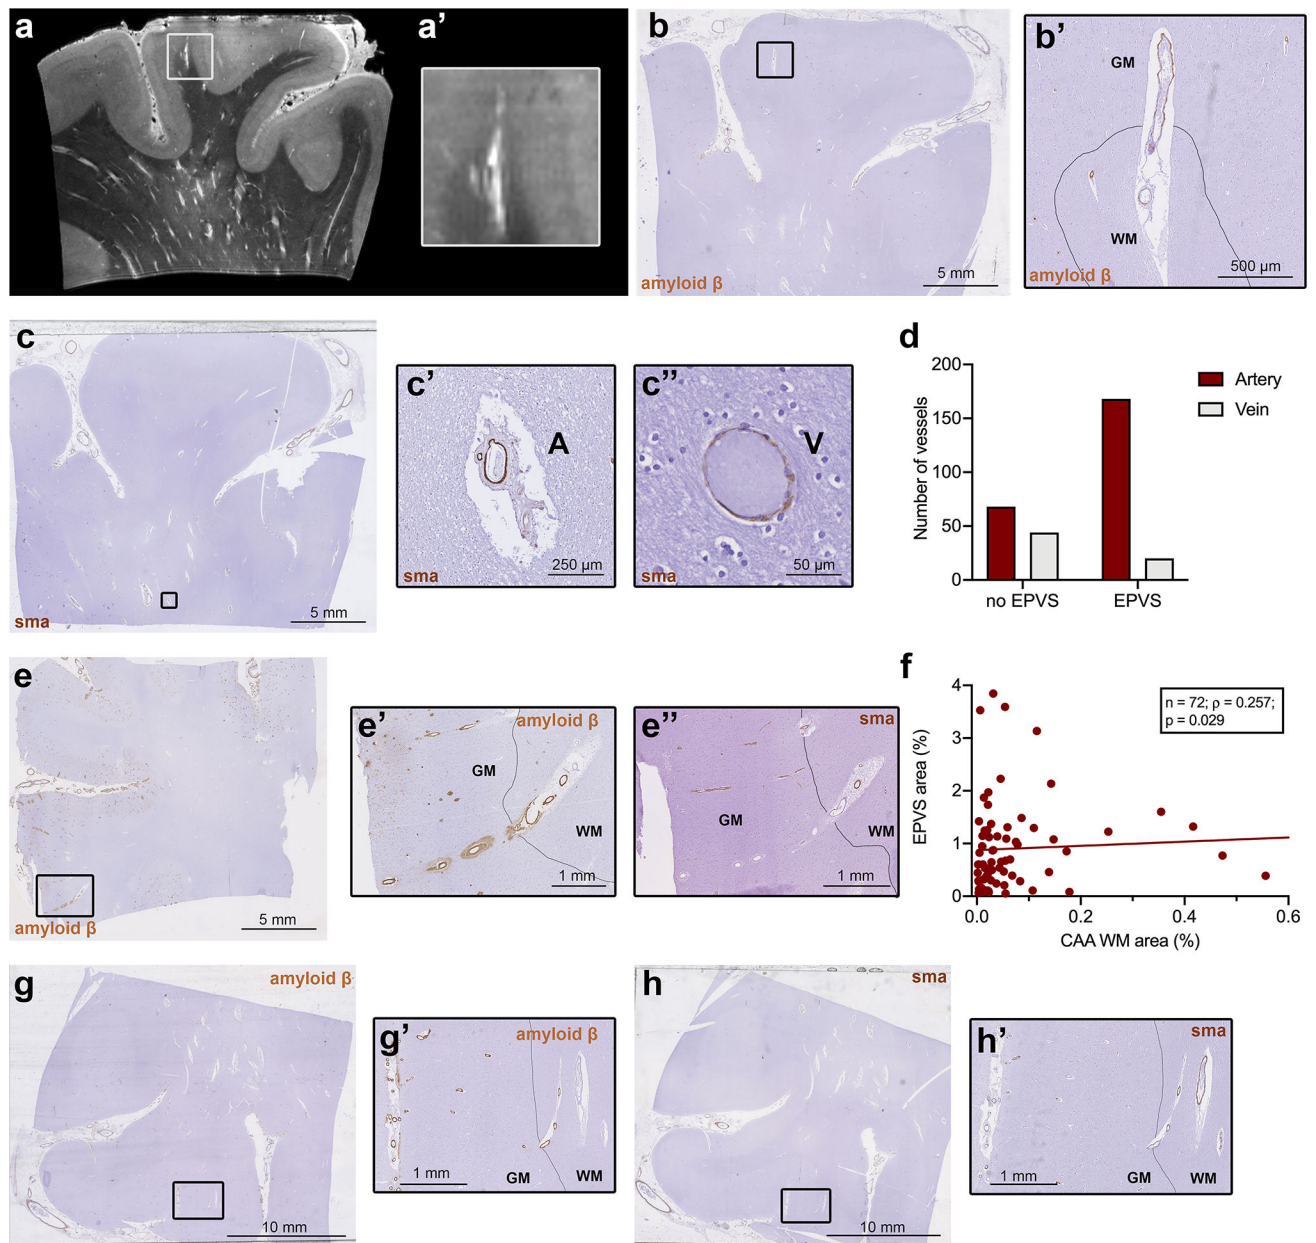 a
a’
b
amyloid β
5 mm
b’
GM
WM
amyloid β
500 µm
c
sma
5 mm
c’
A
sma
250 µm
c’’
V
sma
50 µm
d
Number of vessels
200
150
100
50
0
no EPVS
EPVS
Artery
Vein
e
amyloid β
5 mm
e’
amyloid β
GM
WM
1 mm
e’’
sma
GM
WM
1 mm
f
EPVS area (%)
4
3
2
1
0
n = 72; ρ = 0.257;
p = 0.029
0.0
0.2
0.4
0.6
CAA WM area (%)
g
amyloid β
10 mm
g’
amyloid β
1 mm
GM
WM
h
sma
10 mm
h’
sma
1 mm
GM
WM